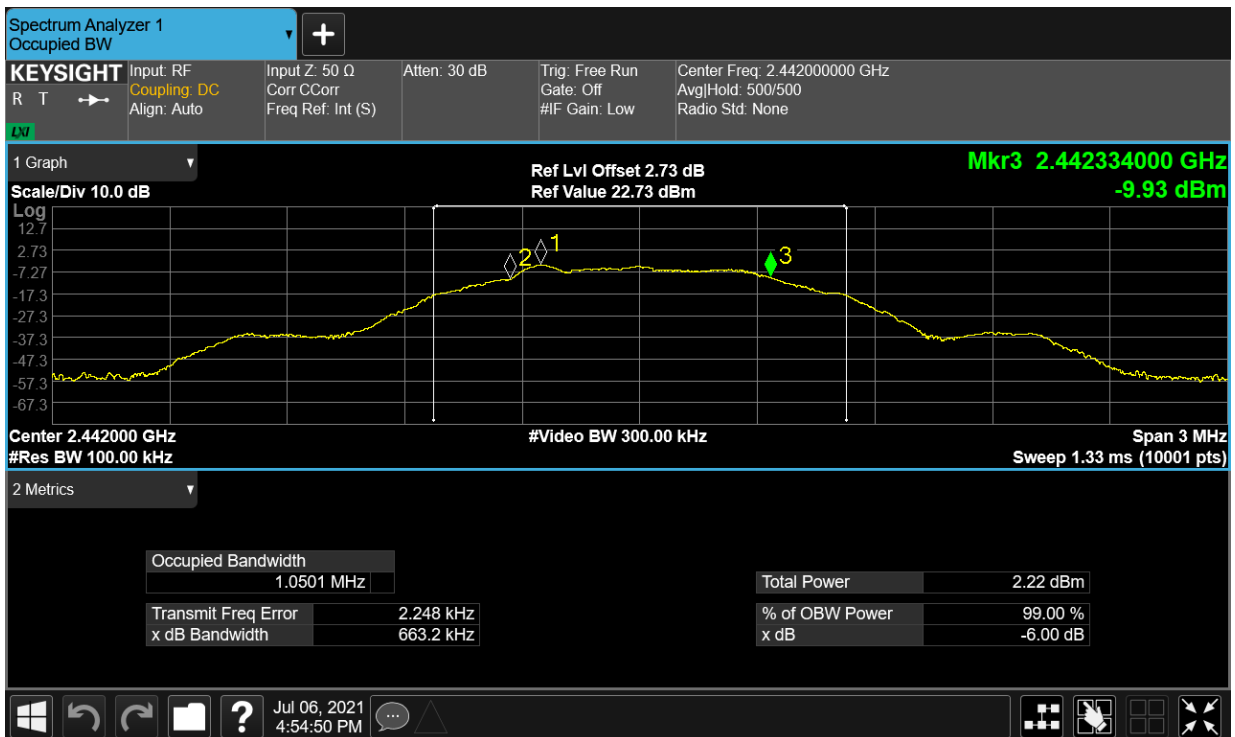 Spectrum Analyzer 1
Occupied BW
KEYSIGHT
R T
LXI
Input: RF
Coupling: DC
Align: Auto
Input Z: 50 Ω
Corr CCorr
Freq Ref: Int (S)
Atten: 30 dB
Trig: Free Run
Gate: Off
#IF Gain: Low
Center Freq: 2.442000000 GHz
Avg|Hold: 500/500
Radio Std: None
1 Graph
Scale/Div 10.0 dB
Ref Lvl Offset 2.73 dB
Ref Value 22.73 dBm
Mkr3 2.442334000 GHz
-9.93 dBm
Log
12.7
2.73
-7.27
-17.3
-27.3
-37.3
-47.3
-57.3
-67.3
2
1
3
Center 2.442000 GHz
#Res BW 100.00 kHz
#Video BW 300.00 kHz
Span 3 MHz
Sweep 1.33 ms (10001 pts)
2 Metrics
Occupied Bandwidth
1.0501 MHz
Transmit Freq Error 2.248 kHz
x dB Bandwidth 663.2 kHz
Total Power 2.22 dBm
% of OBW Power 99.00 %
x dB -6.00 dB
?
Jul 06, 2021
4:54:50 PM